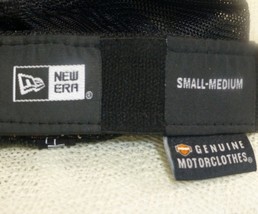 NEW
ERA®
SMALL-MEDIUM
GENUINE
MOTORCLOTHES®